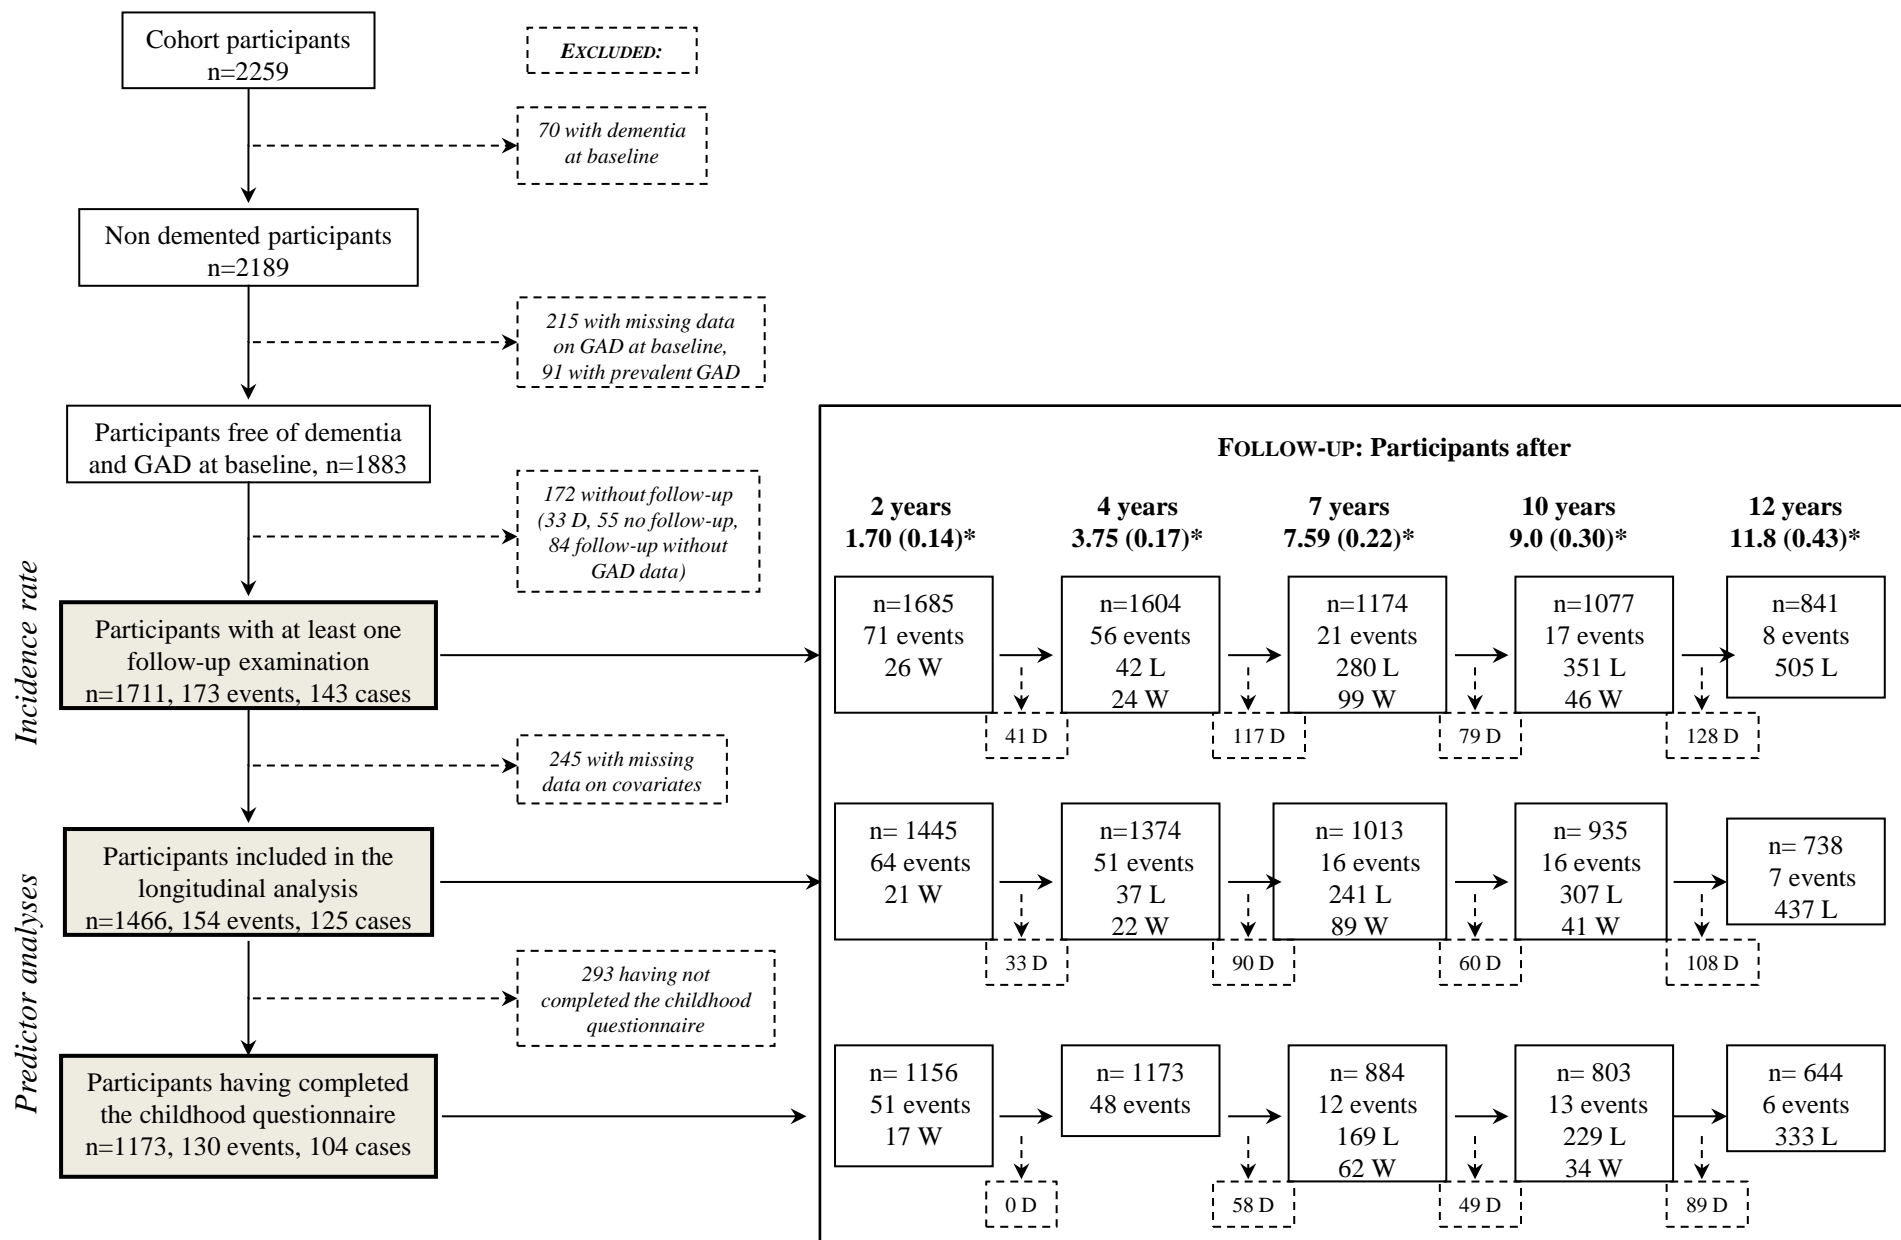 Cohort participants
n=2259
EXCLUDED:
70 with dementia
at baseline
Non demented participants
n=2189
215 with missing data
on GAD at baseline,
91 with prevalent GAD
Participants free of dementia
and GAD at baseline, n=1883
172 without follow-up
(33 D, 55 no follow-up,
84 follow-up without
GAD data)
Incidence rate
Participants with at least one
follow-up examination
n=1711, 173 events, 143 cases
245 with missing
data on covariates
Predictor analyses
Participants included in the
longitudinal analysis
n=1466, 154 events, 125 cases
293 having not
completed the childhood
questionnaire
Participants having completed
the childhood questionnaire
n=1173, 130 events, 104 cases
FOLLOW-UP: Participants after
2 years
1.70 (0.14)*
4 years
3.75 (0.17)*
7 years
7.59 (0.22)*
10 years
9.0 (0.30)*
12 years
11.8 (0.43)*
n=1685
71 events
26 W
41 D
n=1604
56 events
42 L
24 W
117 D
n=1174
21 events
280 L
99 W
79 D
n=1077
17 events
351 L
46 W
128 D
n=841
8 events
505 L
n= 1445
64 events
21 W
33 D
n=1374
51 events
37 L
22 W
90 D
n= 1013
16 events
241 L
89 W
60 D
n= 935
16 events
307 L
41 W
108 D
n= 738
7 events
437 L
n= 1156
51 events
17 W
0 D
n= 1173
48 events
58 D
n= 884
12 events
169 L
62 W
49 D
n= 803
13 events
229 L
34 W
89 D
n= 644
6 events
333 L